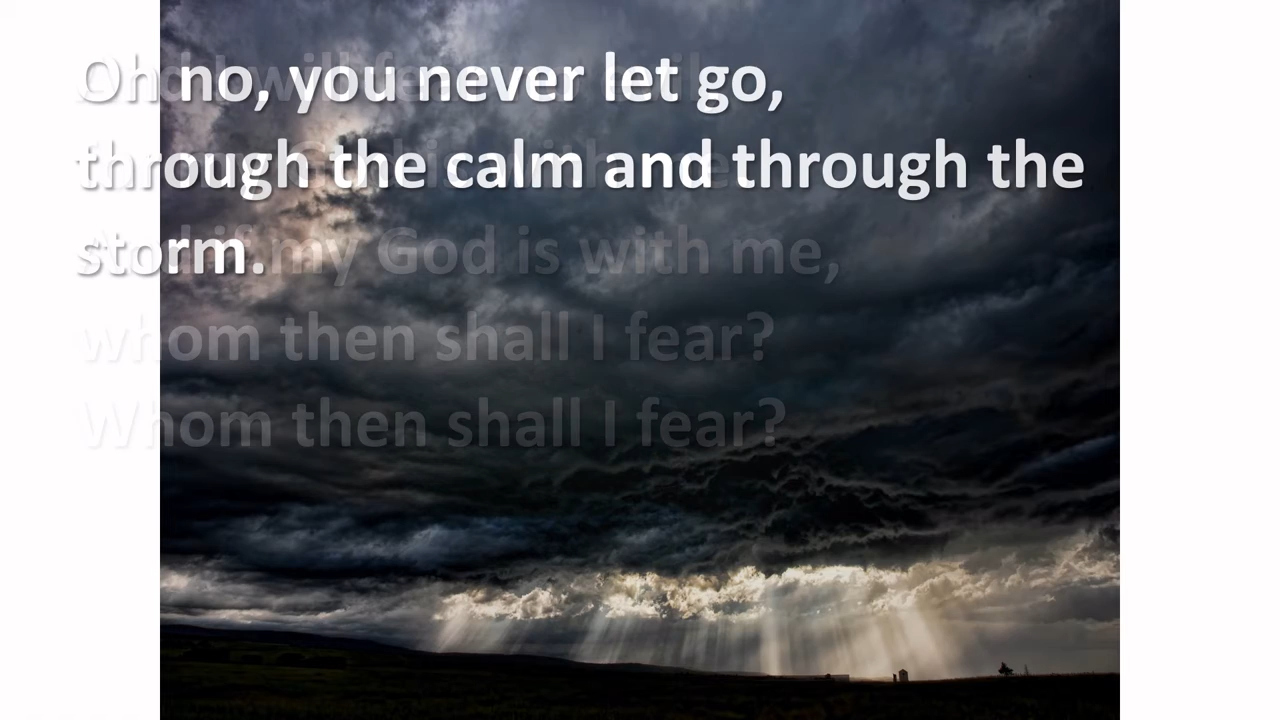 Oh no, you never let go,
through the calm and through the
storm.
my God is with me,
whom then shall I fear?
Whom then shall I fear?